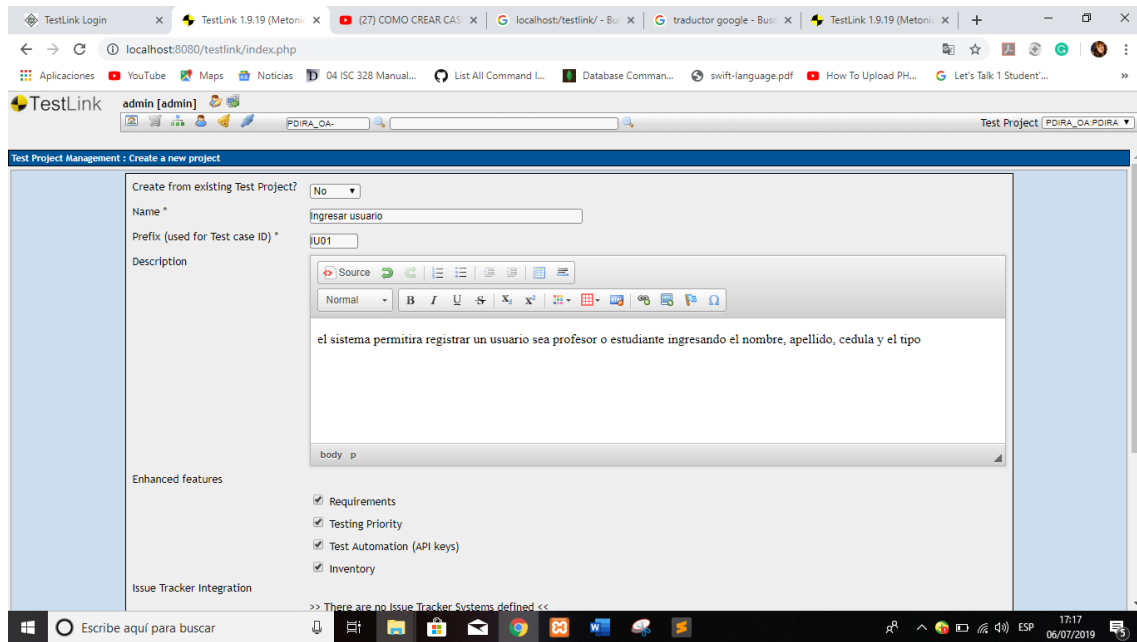 TestLink Login
TestLink 1.9.19 (Metonic
(27) COMO CREAR CAS
localhost:/testlink/ - Bu
traductor google - Busc
TestLink 1.9.19 (Metonic
localhost:8080/testlink/index.php
Aplicaciones
YouTube
Maps
Noticias
04 ISC 328 Manual...
List All Command I...
Database Comman...
swift-language.pdf
How To Upload PH...
Let's Talk 1 Student'...
»
TestLink
admin [admin]
PDIRA_OA-
Test Project PDIRA_OA:PDIRA
Test Project Management : Create a new project
Create from existing Test Project? No
Name * Ingresar usuario
Prefix (used for Test case ID) * IU01
Description
Source
Normal B I U S X₂ X² Ω
el sistema permitira registrar un usuario sea profesor o estudiante ingresando el nombre, apellido, cedula y el tipo
body p
Enhanced features
Requirements
Testing Priority
Test Automation (API keys)
Inventory
Issue Tracker Integration
>> There are no Issue Tracker Systems defined <<
Escribe aquí para buscar
ESP
17:17
06/07/2019
5